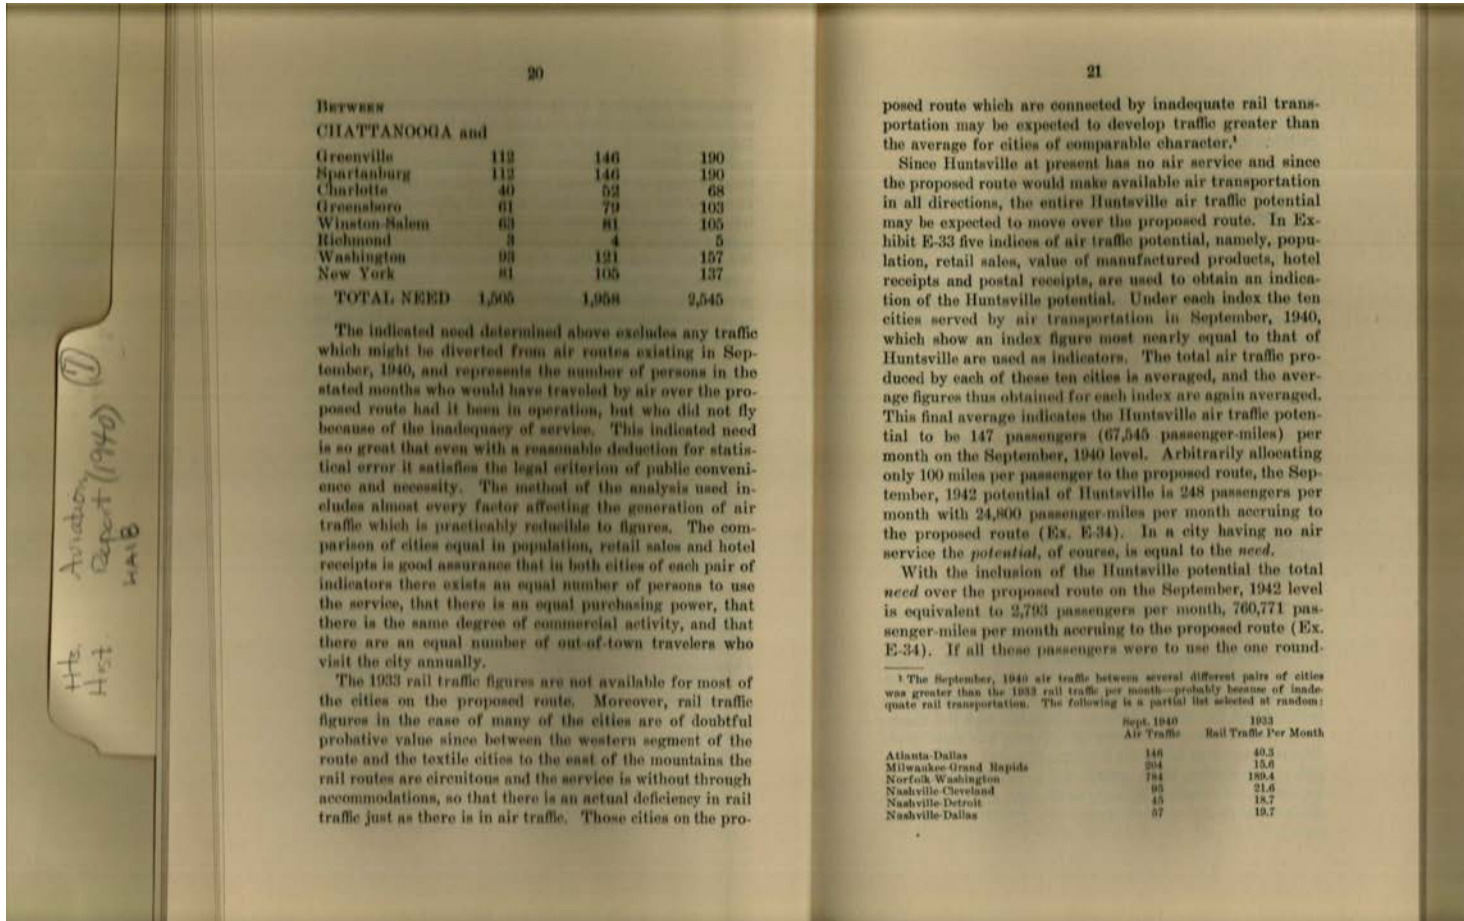 Hts. Aviation, (7)
Hist. Report (1940)
HAIB
20
BETWEEN
CHATTANOOGA and
Greenville 112 146 190
Spartanburg 112 146 190
Charlotte 40 52 68
Greensboro 61 79 103
Winston-Salem 63 81 105
Richmond 3 4 5
Washington 93 121 157
New York 81 105 137
TOTAL NEED 1,505 1,958 2,545
The indicated need determined above excludes any traffic
which might be diverted from air routes existing in Sep-
tember, 1940, and represents the number of persons in the
stated months who would have traveled by air over the pro-
posed route had it been in operation, but who did not fly
because of the inadequacy of service. This indicated need
is so great that even with a reasonable deduction for statis-
tical error it satisfies the legal criterion of public conveni-
ence and necessity. The method of the analysis used in-
cludes almost every factor affecting the generation of air
traffic which is practicably reducible to figures. The com-
parison of cities equal in population, retail sales and hotel
receipts is good assurance that in both cities of each pair of
indicators there exists an equal number of persons to use
the service, that there is an equal purchasing power, that
there is the same degree of commercial activity, and that
there are an equal number of out-of-town travelers who
visit the city annually.
The 1933 rail traffic figures are not available for most of
the cities on the proposed route. Moreover, rail traffic
figures in the case of many of the cities are of doubtful
probative value since between the western segment of the
route and the textile cities to the east of the mountains the
rail routes are circuitous and the service is without through
accommodations, so that there is an actual deficiency in rail
traffic just as there is in air traffic. Those cities on the pro-
21
posed route which are connected by inadequate rail trans-
portation may be expected to develop traffic greater than
the average for cities of comparable character.¹
Since Huntsville at present has no air service and since
the proposed route would make available air transportation
in all directions, the entire Huntsville air traffic potential
may be expected to move over the proposed route. In Ex-
hibit E-33 five indices of air traffic potential, namely, popu-
lation, retail sales, value of manufactured products, hotel
receipts and postal receipts, are used to obtain an indica-
tion of the Huntsville potential. Under each index the ten
cities served by air transportation in September, 1940,
which show an index figure most nearly equal to that of
Huntsville are used as indicators. The total air traffic pro-
duced by each of these ten cities is averaged, and the aver-
age figures thus obtained for each index are again averaged.
This final average indicates the Huntsville air traffic poten-
tial to be 147 passengers (67,545 passenger-miles) per
month on the September, 1940 level. Arbitrarily allocating
only 100 miles per passenger to the proposed route, the Sep-
tember, 1942 potential of Huntsville is 248 passengers per
month with 24,800 passenger-miles per month accruing to
the proposed route (Ex. E-34). In a city having no air
service the potential, of course, is equal to the need.
With the inclusion of the Huntsville potential the total
need over the proposed route on the September, 1942 level
is equivalent to 2,793 passengers per month, 760,771 pas-
senger-miles per month accruing to the proposed route (Ex.
E-34). If all these passengers were to use the one round-
¹ The September, 1940 air traffic between several different pairs of cities
was greater than the 1933 rail traffic per month—probably because of inade-
quate rail transportation. The following is a partial list selected at random:
Sept. 1940 1933
Air Traffic Rail Traffic Per Month
Atlanta-Dallas 146 40.3
Milwaukee-Grand Rapids 204 15.6
Norfolk-Washington 784 189.4
Nashville-Cleveland 95 21.6
Nashville-Detroit 45 18.7
Nashville-Dallas 57 19.7